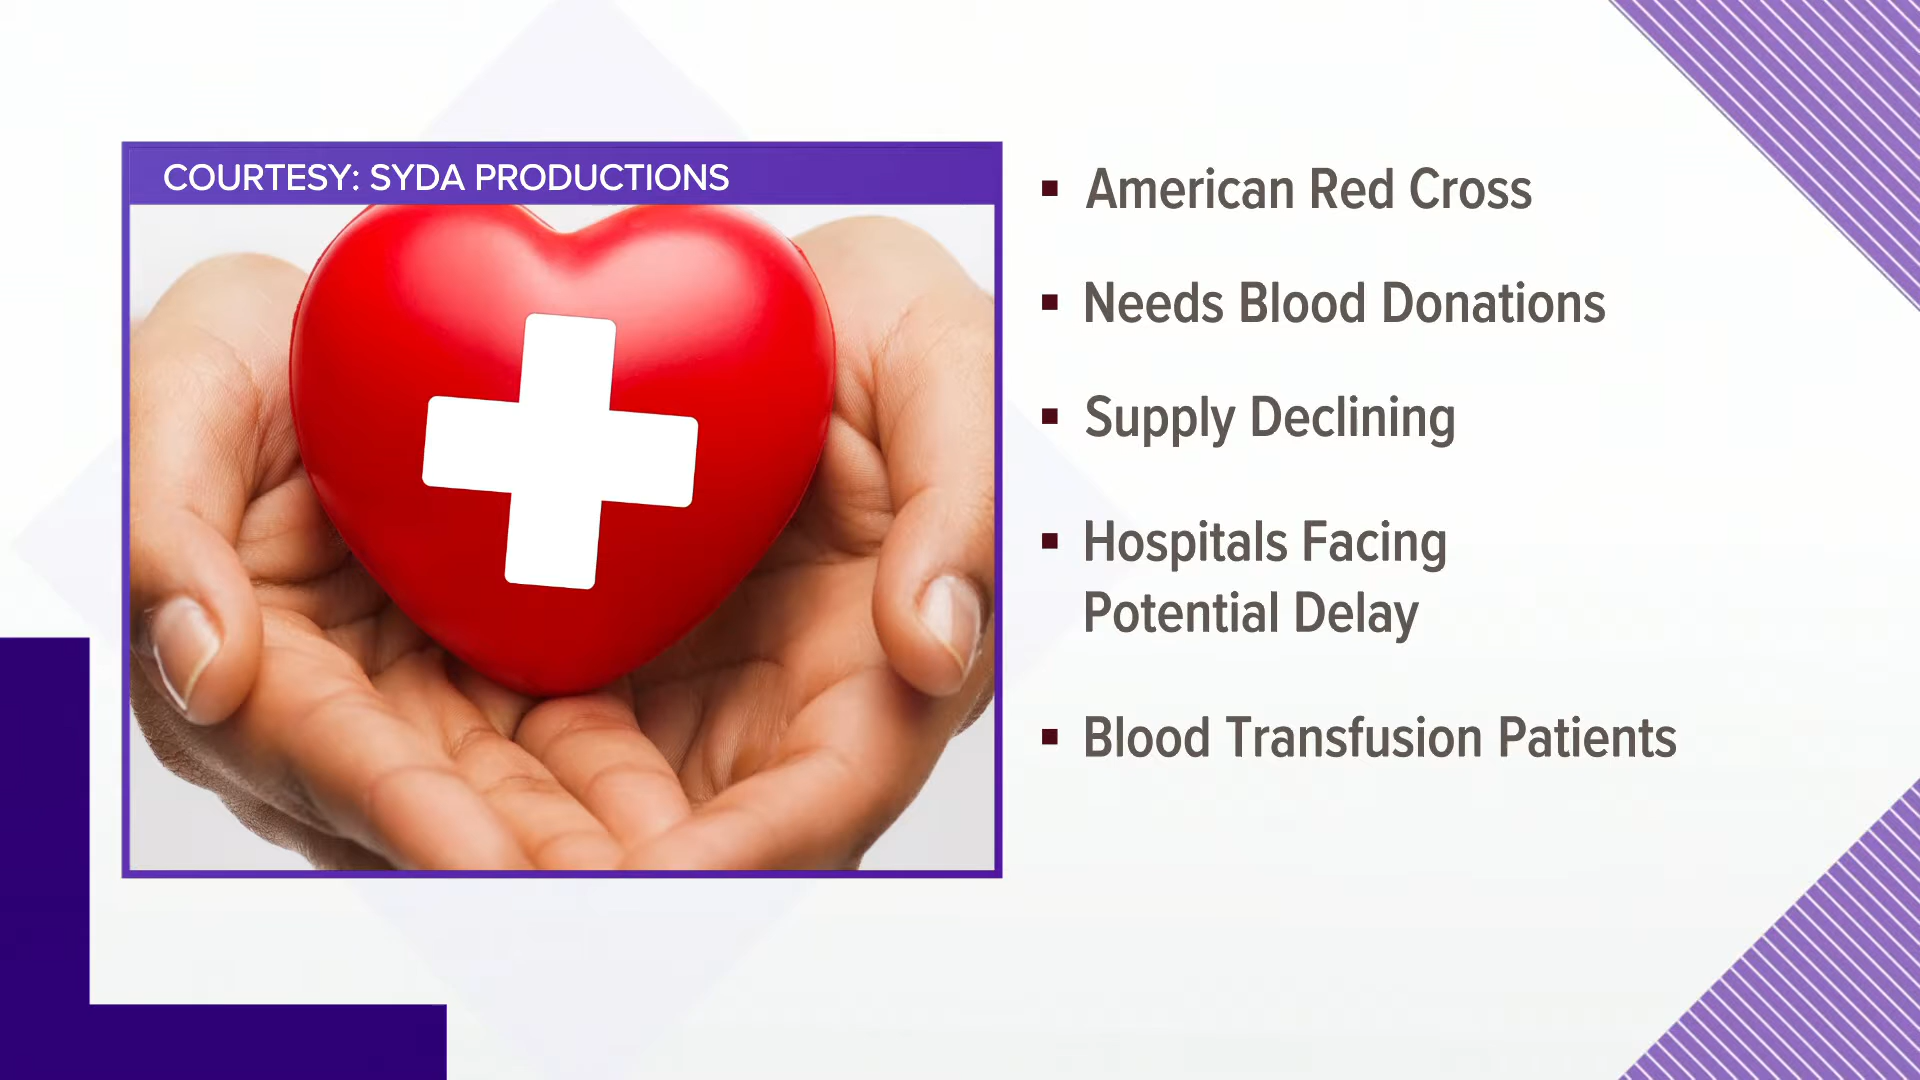 COURTESY: SYDA PRODUCTIONS
American Red Cross
Needs Blood Donations
Supply Declining
Hospitals Facing
Potential Delay
Blood Transfusion Patients